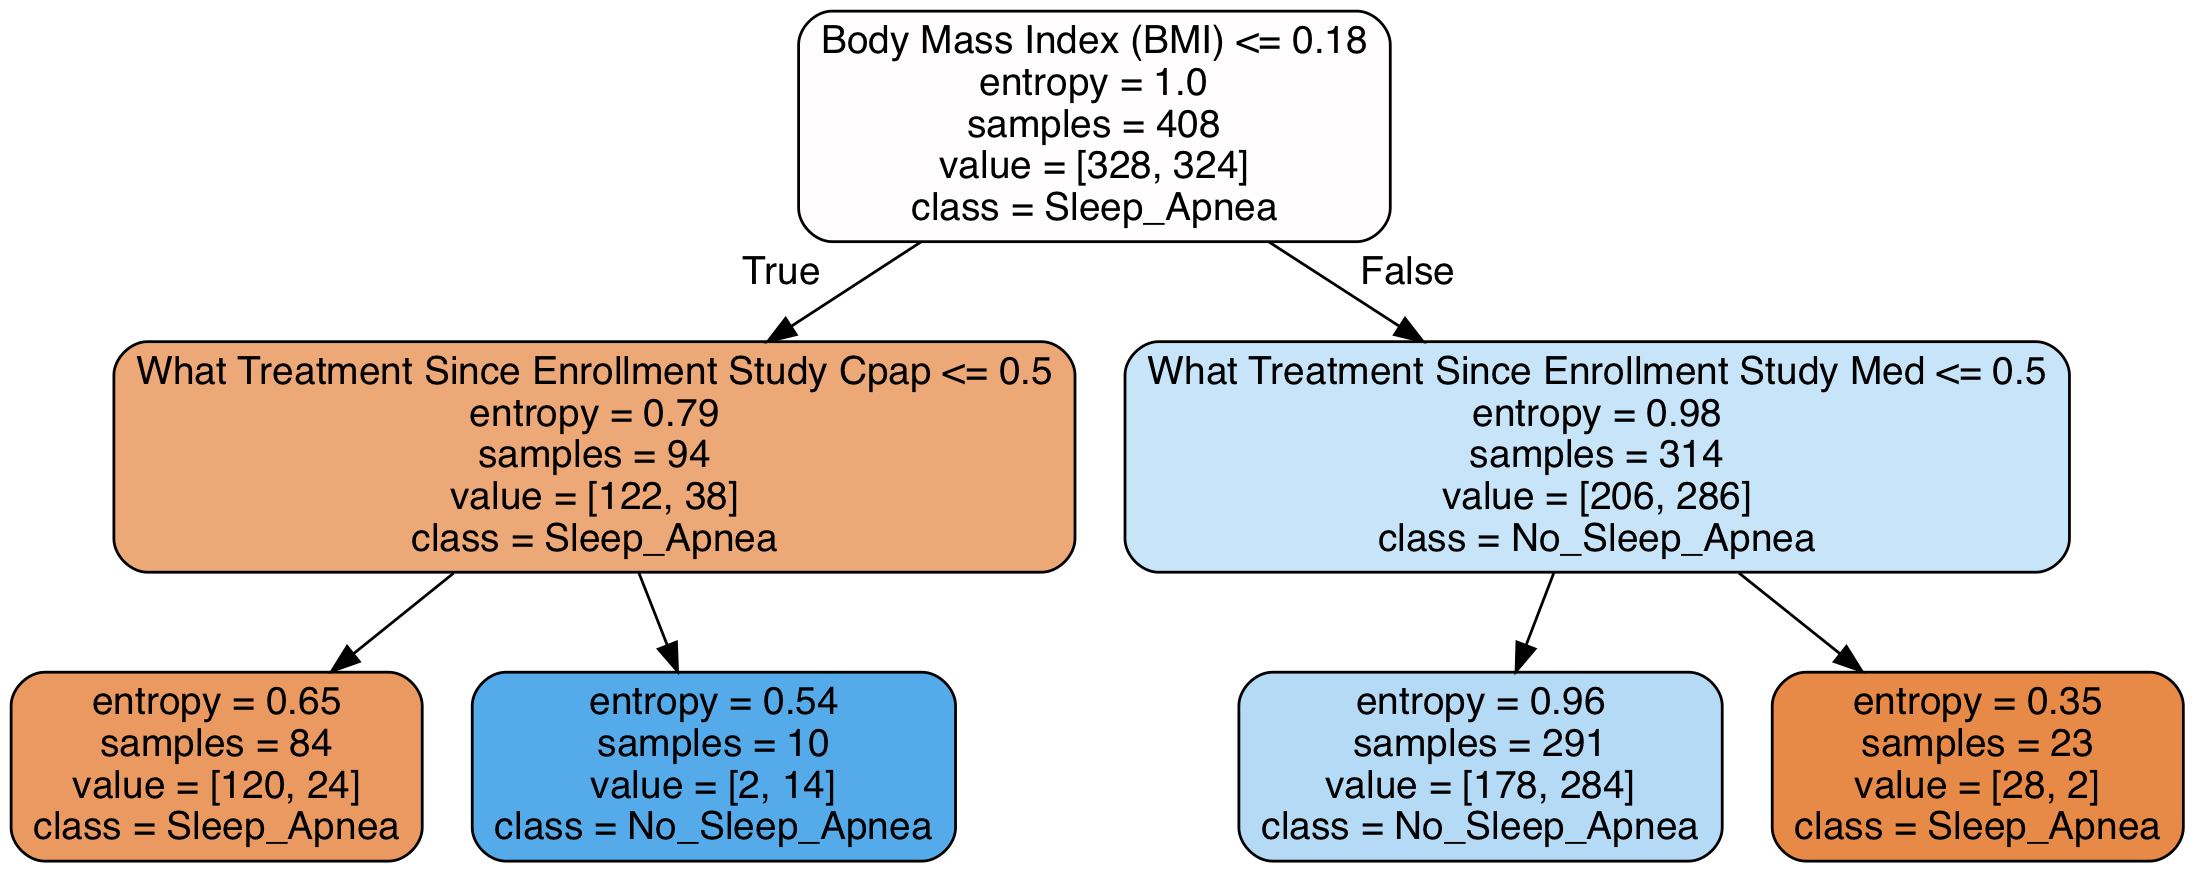 Body Mass Index (BMI) <= 0.18
entropy = 1.0
samples = 408
value = [328, 324]
class = Sleep_Apnea
True
False
What Treatment Since Enrollment Study Cpap <= 0.5
entropy = 0.79
samples = 94
value = [122, 38]
class = Sleep_Apnea
What Treatment Since Enrollment Study Med <= 0.5
entropy = 0.98
samples = 314
value = [206, 286]
class = No_Sleep_Apnea
entropy = 0.65
samples = 84
value = [120, 24]
class = Sleep_Apnea
entropy = 0.54
samples = 10
value = [2, 14]
class = No_Sleep_Apnea
entropy = 0.96
samples = 291
value = [178, 284]
class = No_Sleep_Apnea
entropy = 0.35
samples = 23
value = [28, 2]
class = Sleep_Apnea